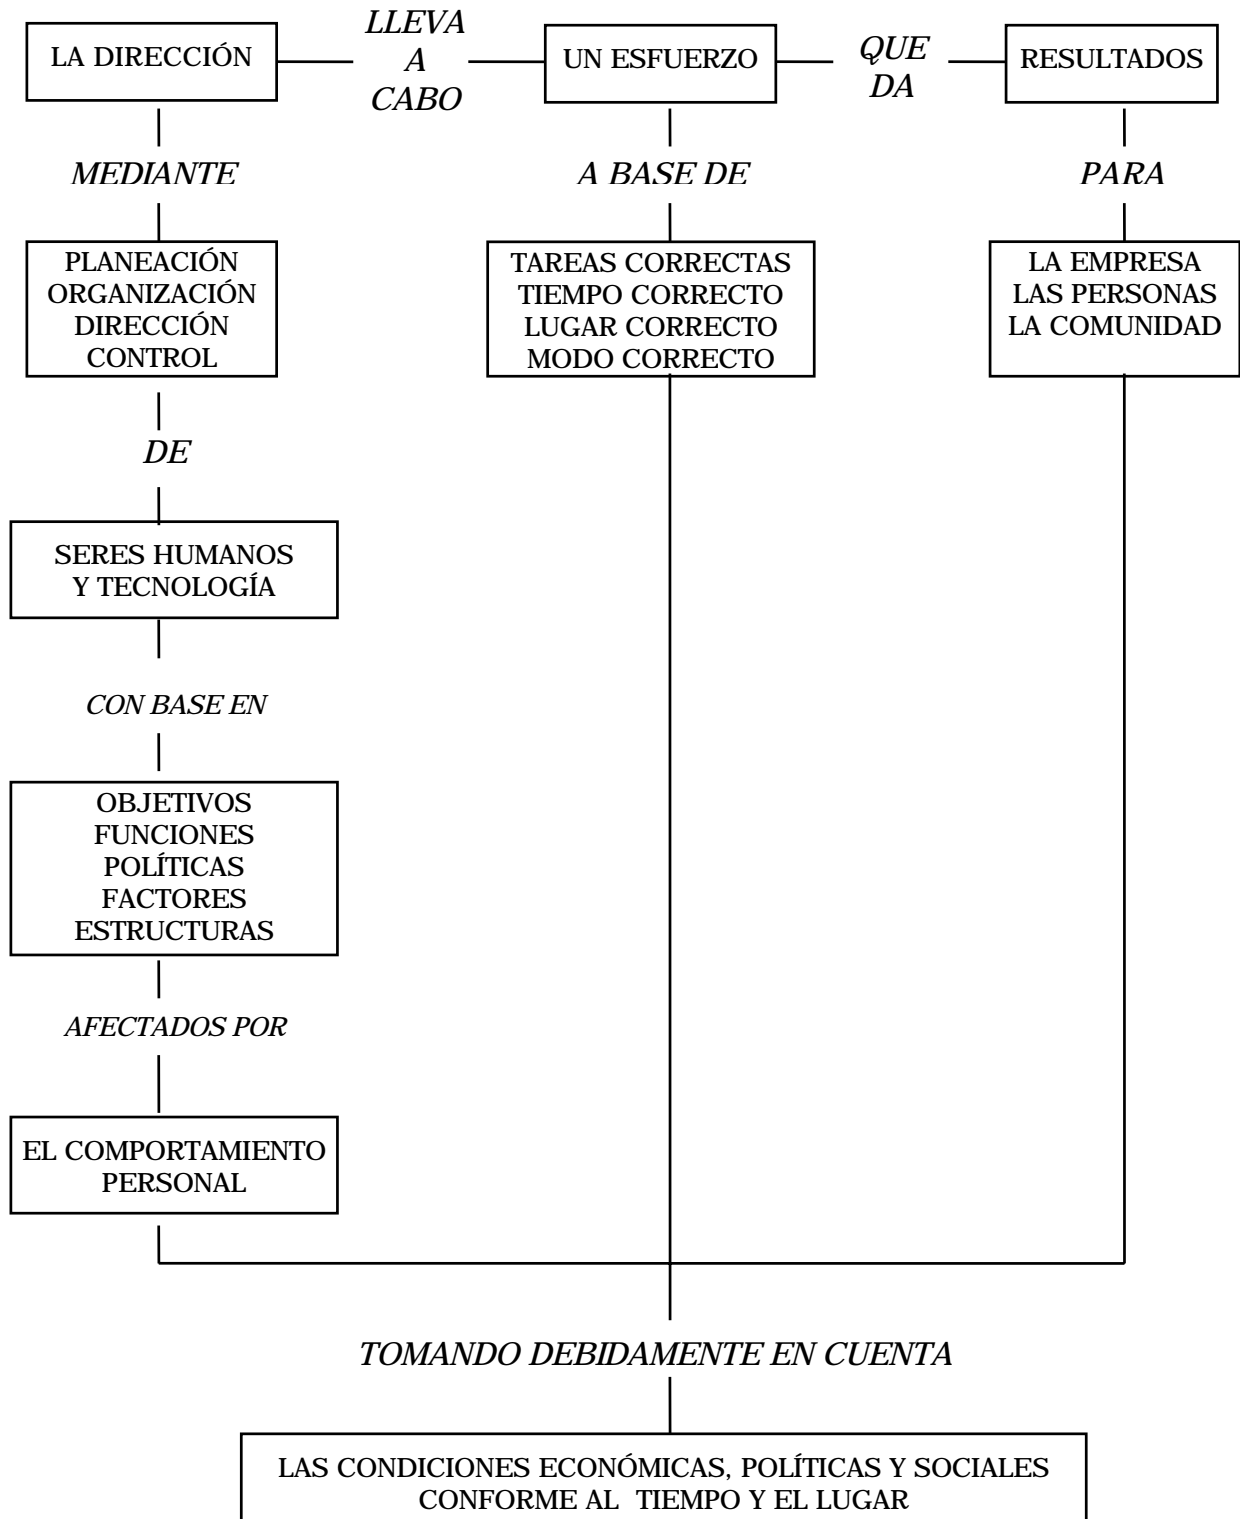 LA DIRECCIÓN
LLEVA
A
CABO
UN ESFUERZO
QUE
DA
RESULTADOS
MEDIANTE
A BASE DE
PARA
PLANEACIÓN
ORGANIZACIÓN
DIRECCIÓN
CONTROL
TAREAS CORRECTAS
TIEMPO CORRECTO
LUGAR CORRECTO
MODO CORRECTO
LA EMPRESA
LAS PERSONAS
LA COMUNIDAD
DE
SERES HUMANOS
Y TECNOLOGÍA
CON BASE EN
OBJETIVOS
FUNCIONES
POLÍTICAS
FACTORES
ESTRUCTURAS
AFECTADOS POR
EL COMPORTAMIENTO
PERSONAL
TOMANDO DEBIDAMENTE EN CUENTA
LAS CONDICIONES ECONÓMICAS, POLÍTICAS Y SOCIALES
CONFORME AL TIEMPO Y EL LUGAR